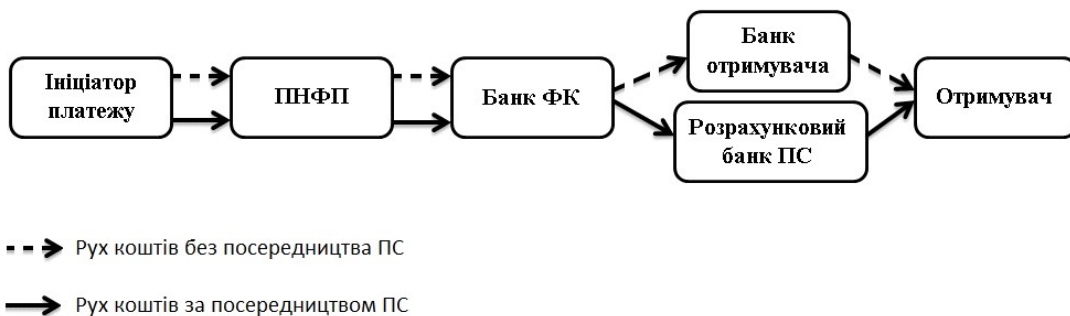 Ініціатор
платежу
ПНФП
Банк ФК
Банк
отримувача
Розрахунковий
банк ПС
Отримувач
Рух коштів без посередництва ПС
Рух коштів за посередництвом ПС